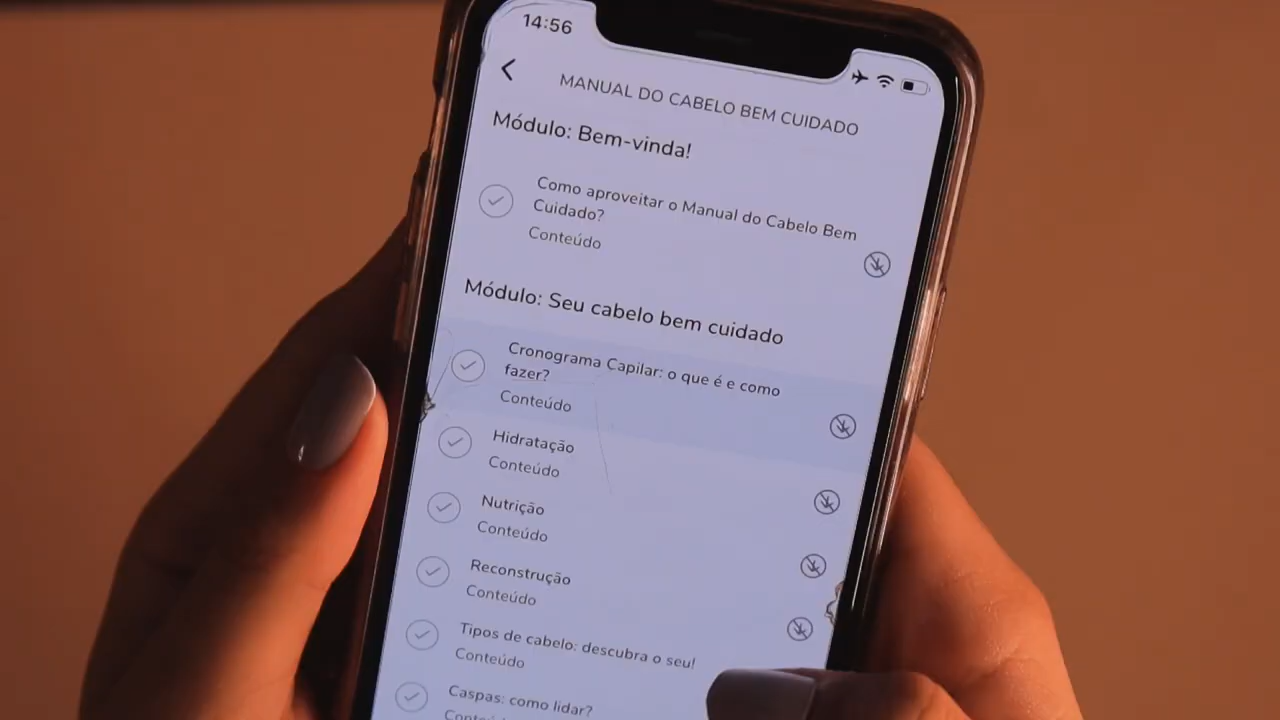 14:56
MANUAL DO CABELO BEM CUIDADO
Módulo: Bem-vinda!
Como aproveitar o Manual do Cabelo Bem
Cuidado?
Conteúdo
Módulo: Seu cabelo bem cuidado
Cronograma Capilar: o que é e como
fazer?
Conteúdo
Hidratação
Conteúdo
Nutrição
Conteúdo
Reconstrução
Conteúdo
Tipos de cabelo: descubra o seu!
Conteúdo
Caspas: como lidar?